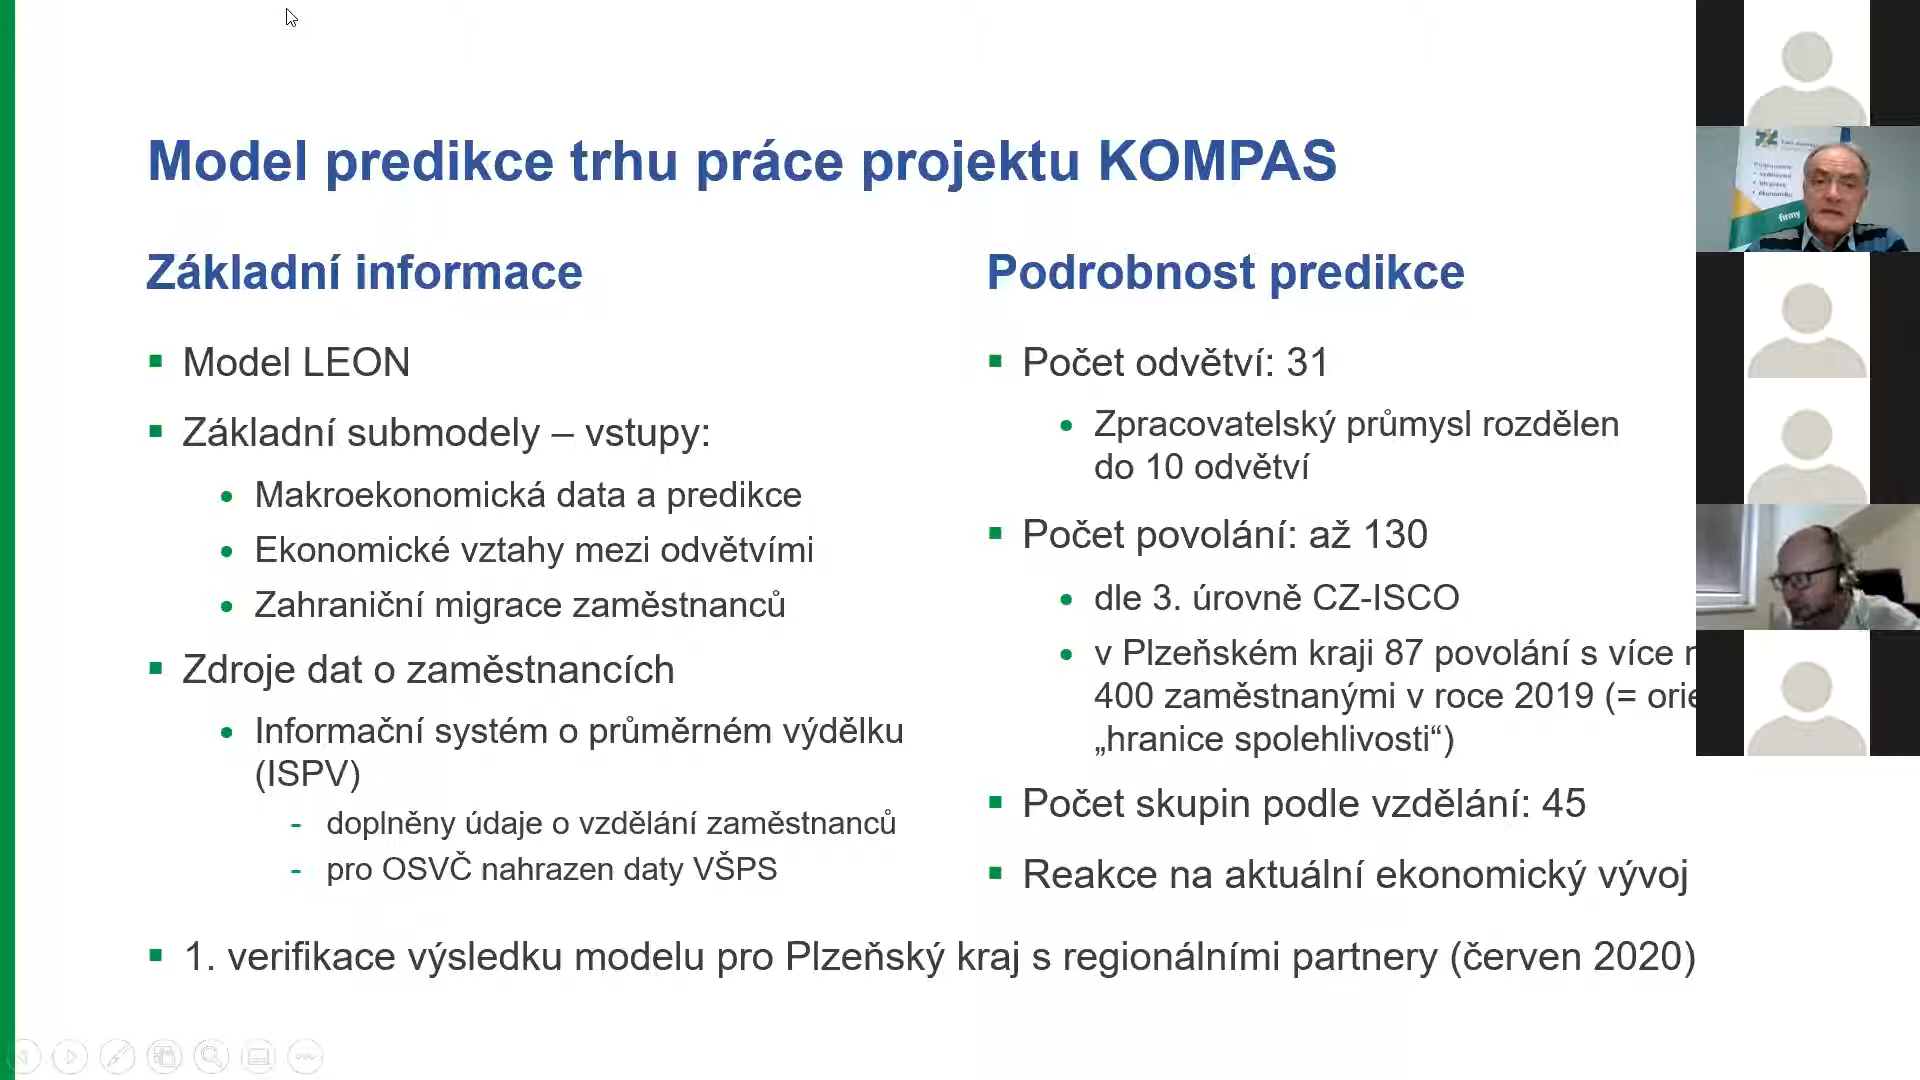 Model predikce trhu práce projektu KOMPAS
Základní informace
Model LEON
Základní submodely – vstupy:
Makroekonomická data a predikce
Ekonomické vztahy mezi odvětvími
Zahraniční migrace zaměstnanců
Zdroje dat o zaměstnancích
Informační systém o průměrném výdělku
(ISPV)
- doplněny údaje o vzdělání zaměstnanců
- pro OSVČ nahrazen daty VŠPS
Podrobnost predikce
Počet odvětví: 31
Zpracovatelský průmysl rozdělen
do 10 odvětví
Počet povolání: až 130
dle 3. úrovně CZ-ISCO
v Plzeňském kraji 87 povolání s více
400 zaměstnanými v roce 2019 (=
„hranice spolehlivosti“)
Počet skupin podle vzdělání: 45
Reakce na aktuální ekonomický vývoj
1. verifikace výsledku modelu pro Plzeňský kraj s regionálními partnery (červen 2020)
firmy